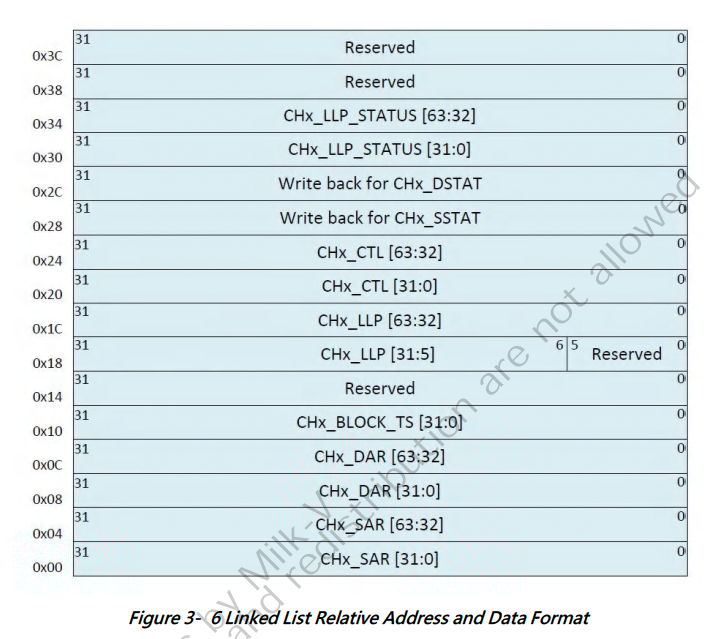 31 Reserved 0
0x3C
31 Reserved 0
0x38
31 CHx_LLP_STATUS [63:32] 0
0x34
31 CHx_LLP_STATUS [31:0] 0
0x30
31 Write back for CHx_DSTAT 0
0x2C
31 Write back for CHx_SSTAT 0
0x28
31 CHx_CTL [63:32] 0
0x24
31 CHx_CTL [31:0] 0
0x20
31 CHx_LLP [63:32] 0
0x1C
31 CHx_LLP [31:5] 6 5 Reserved 0
0x18
31 Reserved 0
0x14
31 CHx_BLOCK_TS [31:0] 0
0x10
31 CHx_DAR [63:32] 0
0x0C
31 CHx_DAR [31:0] 0
0x08
31 CHx_SAR [63:32] 0
0x04
31 CHx_SAR [31:0] 0
0x00
Figure 3- 6 Linked List Relative Address and Data Format
by Milk-V
and redistribution are not allowed